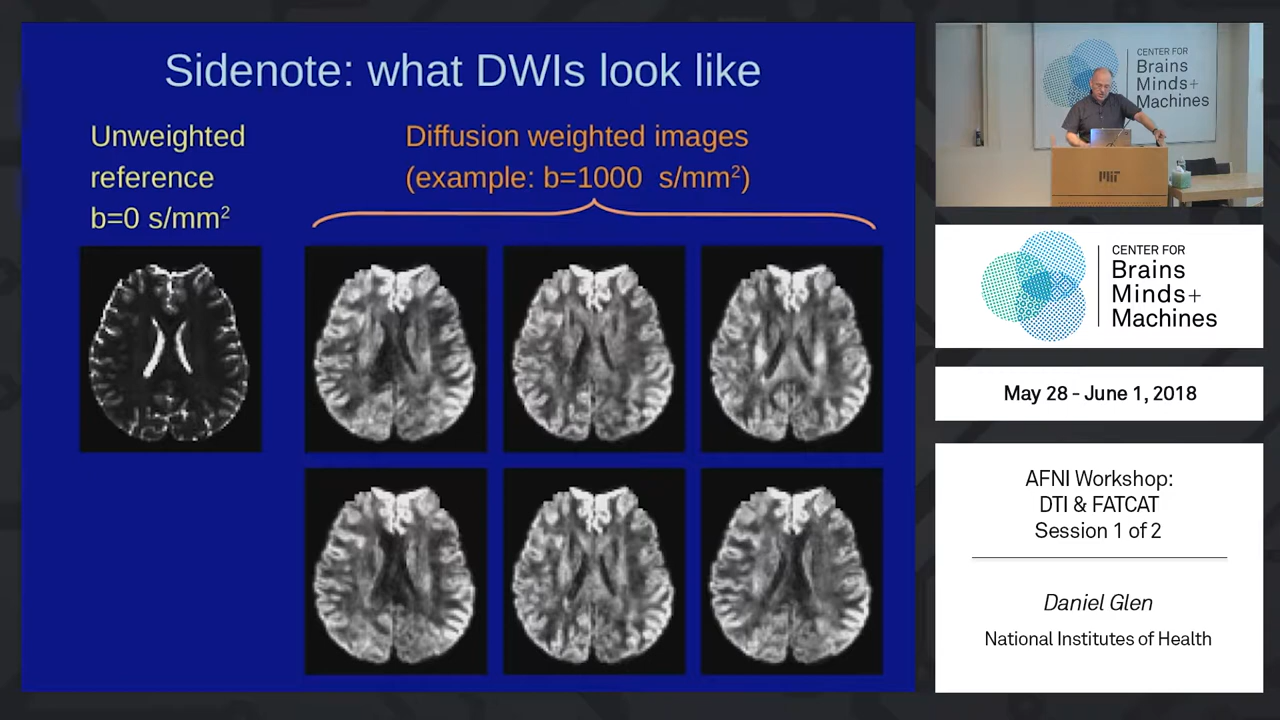 Sidenote: what DWIs look like
Unweighted
reference
b=0 s/mm²
Diffusion weighted images
(example: b=1000 s/mm²)
CENTER FOR
Brains
Minds+
Machines
MIT
CENTER FOR
Brains
Minds+
Machines
May 28 - June 1, 2018
AFNI Workshop:
DTI & FATCAT
Session 1 of 2
Daniel Glen
National Institutes of Health